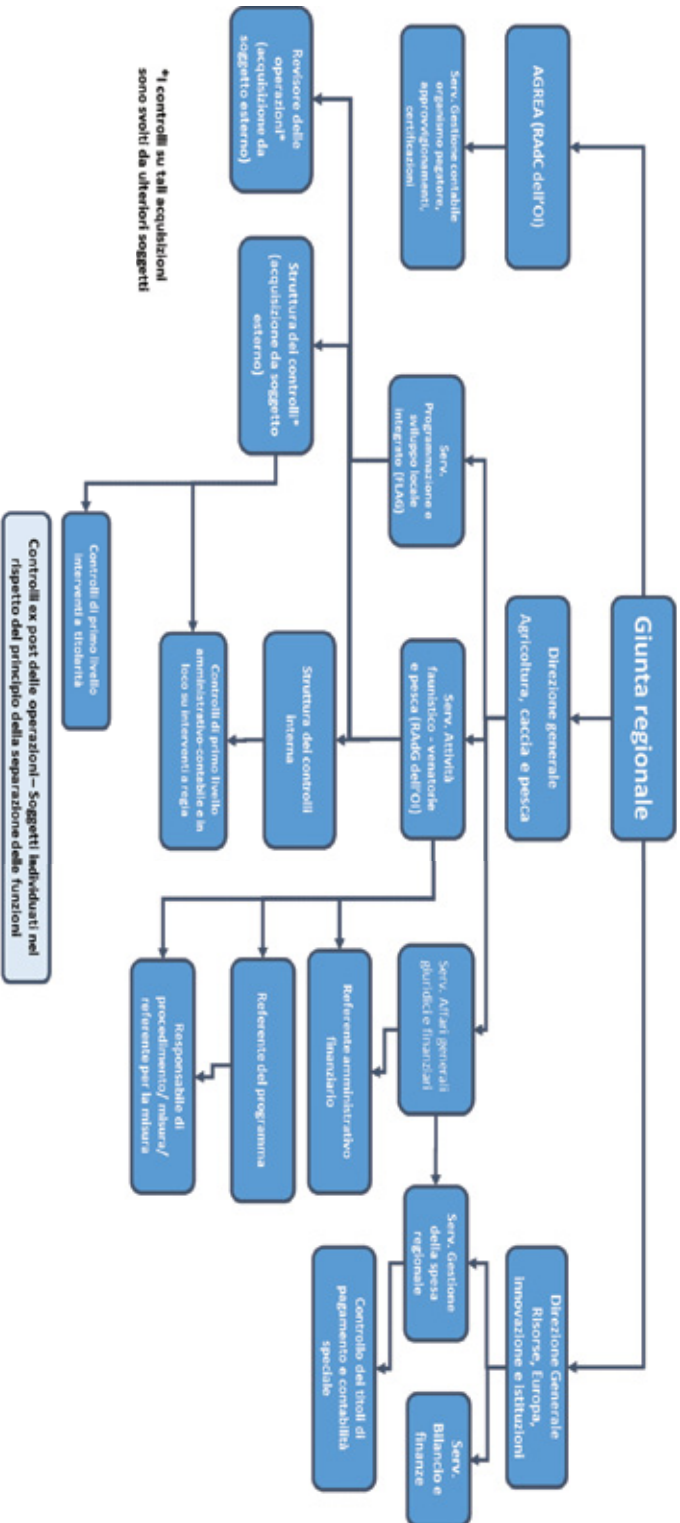 Giunta regionale
AGREA (RAdC dell'OI)
Direzione generale
Agricoltura, caccia e pesca
Direzione Generale
Risorse, Europa,
innovazione e istituzioni
Serv. Gestione contabile
organismo pagatore,
approvvigionamenti,
certificazioni
Serv.
Programmazione e
sviluppo locale
integrato (FLAG)
Serv. Attività
faunistico - venatorie
e pesca (RAdG dell'OI)
Serv. Affari generali
giuridici e finanziari
Serv. Gestione
della spesa
regionale
Serv.
Bilancio e
finanze
Revisore delle
operazioni*
(acquisizione da
soggetto esterno)
Struttura dei controlli*
(acquisizione da soggetto
esterno)
Struttura dei controlli
interna
Referente amministrativo
finanziario
Controllo dei titoli di
pagamento e contabilità
speciale
Referente del programma
Controlli di primo livello
amministrativo-contabile e in
loco su interventi a regia
Responsabile di
procedimento/ misura/
referente per la misura
*I controlli su tali acquisizioni
sono svolti da ulteriori soggetti
Controlli di primo livello
interventi a titolarità
Controlli ex post delle operazioni – Soggetti individuati nel
rispetto del principio della separazione delle funzioni